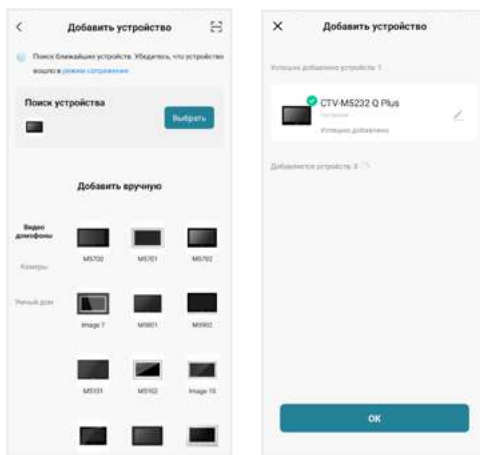 Добавить устройство
Поиск ближайших устройств. Убедитесь, что устройство
вошло в режим сопряжения
Поиск устройства
Выбрать
Добавить вручную
Видео
домофоны
Камеры
Умный дом
M5700
M5701
M5702
Image 7
M5801
M5902
M5101
M5102
Image 10
Добавить устройство
Успешно добавлено устройств: 1
CTV-M5232 Q Plus
Успешно добавлено
Добавляется устройств: 0
ОК